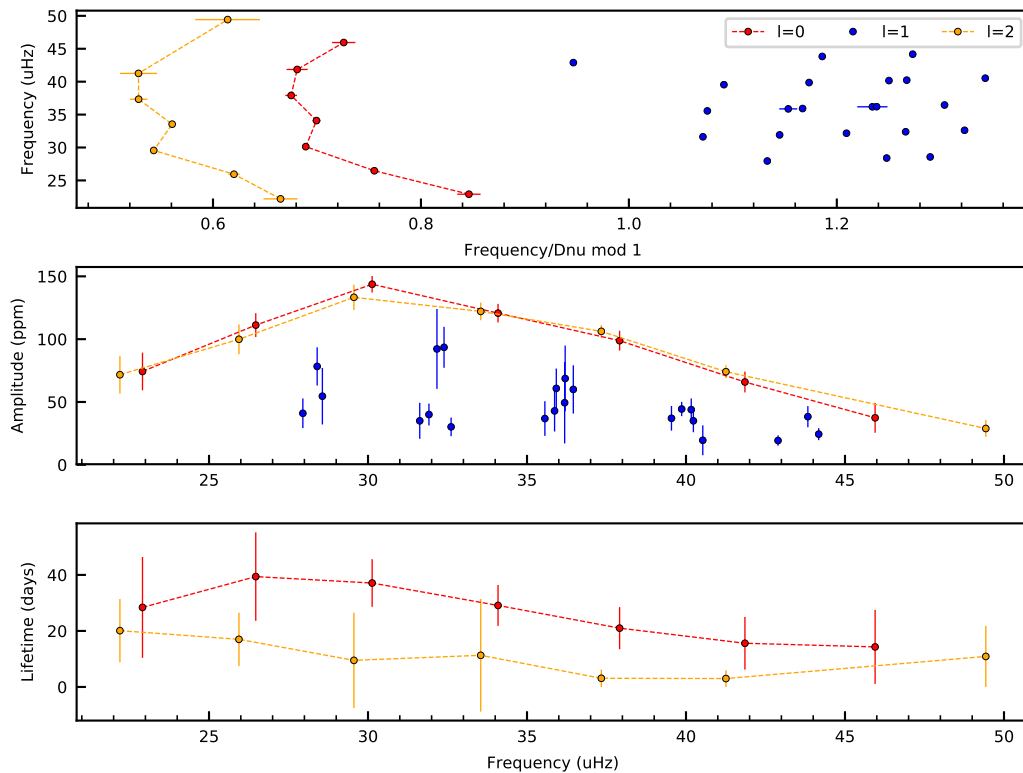 50
45
40
35
30
25
Frequency (uHz)
l=0 l=1 l=2
0.6 0.8 1.0 1.2
Frequency/Dnu mod 1
150
100
50
0
Amplitude (ppm)
25 30 35 40 45 50
40
20
0
Lifetime (days)
25 30 35 40 45 50
Frequency (uHz)